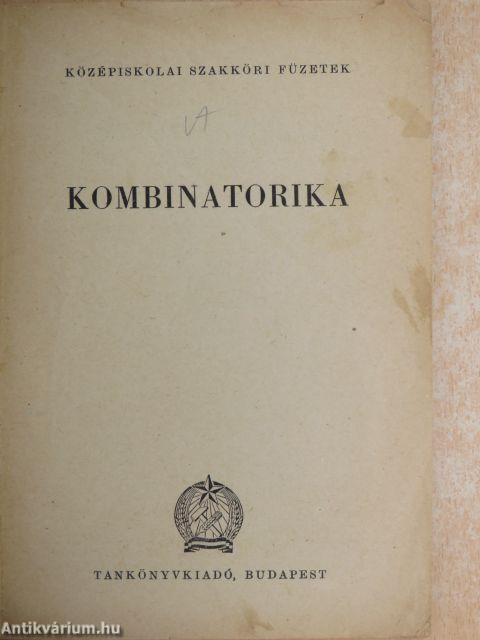 KÖZÉPISKOLAI SZAKKÖRI FÜZETEK
KOMBINATORIKA
TANKÖNYVKIADÓ, BUDAPEST
Antikvárium.hu